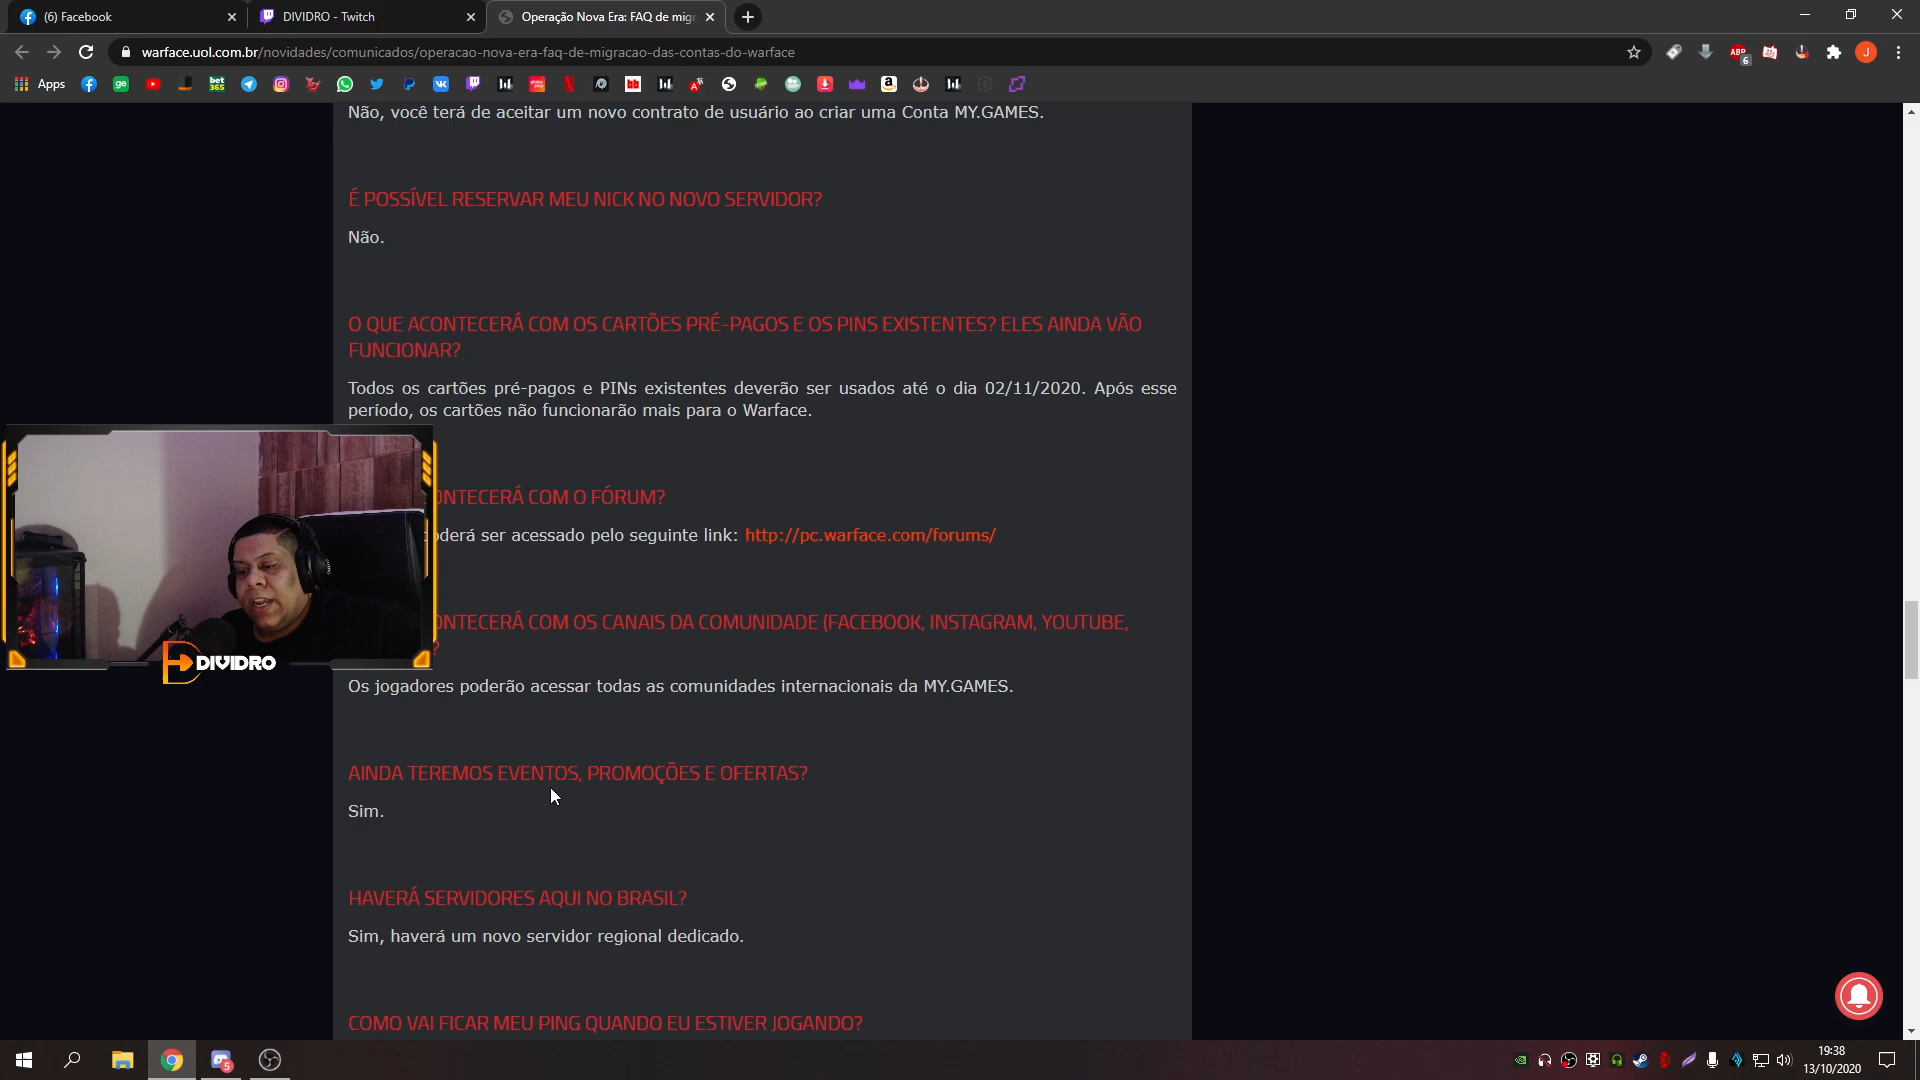 (6) Facebook
DIVIDRO - Twitch
Operação Nova Era: FAQ de migr
warface.uol.com.br/novidades/comunicados/operacao-nova-era-faq-de-migracao-das-contas-do-warface
ABP
6
J
Apps
ge
bet
365
bb
Não, você terá de aceitar um novo contrato de usuário ao criar uma Conta MY.GAMES.
É POSSÍVEL RESERVAR MEU NICK NO NOVO SERVIDOR?
Não.
O QUE ACONTECERÁ COM OS CARTÕES PRÉ-PAGOS E OS PINS EXISTENTES? ELES AINDA VÃO
FUNCIONAR?
Todos os cartões pré-pagos e PINs existentes deverão ser usados até o dia 02/11/2020. Após esse
período, os cartões não funcionarão mais para o Warface.
ONTECERÁ COM O FÓRUM?
oderá ser acessado pelo seguinte link: http://pc.warface.com/forums/
ONTECERÁ COM OS CANAIS DA COMUNIDADE (FACEBOOK, INSTAGRAM, YOUTUBE,
?
DIVIDRO
Os jogadores poderão acessar todas as comunidades internacionais da MY.GAMES.
AINDA TEREMOS EVENTOS, PROMOÇÕES E OFERTAS?
Sim.
HAVERÁ SERVIDORES AQUI NO BRASIL?
Sim, haverá um novo servidor regional dedicado.
COMO VAI FICAR MEU PING QUANDO EU ESTIVER JOGANDO?
5
19:38
13/10/2020